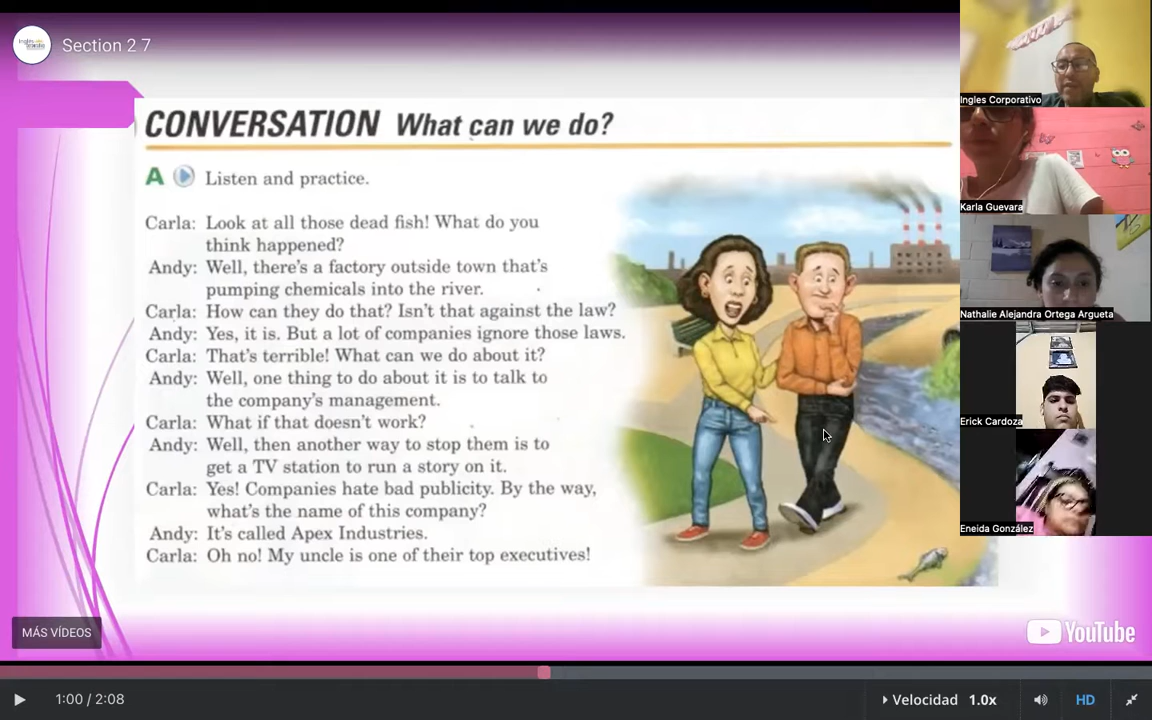 Section 2 7
CONVERSATION What can we do?
A Listen and practice.
Carla: Look at all those dead fish! What do you
think happened?
Andy: Well, there's a factory outside town that's
pumping chemicals into the river.
Carla: How can they do that? Isn't that against the law?
Andy: Yes, it is. But a lot of companies ignore those laws.
Carla: That's terrible! What can we do about it?
Andy: Well, one thing to do about it is to talk to
the company's management.
Carla: What if that doesn't work?
Andy: Well, then another way to stop them is to
get a TV station to run a story on it.
Carla: Yes! Companies hate bad publicity. By the way,
what's the name of this company?
Andy: It's called Apex Industries.
Carla: Oh no! My uncle is one of their top executives!
Ingles Corporativo
Karla Guevara
Nathalie Alejandra Ortega Argueta
Erick Cardoza
Eneida González
MÁS VÍDEOS
YouTube
1:00 / 2:08
Velocidad 1.0x
HD